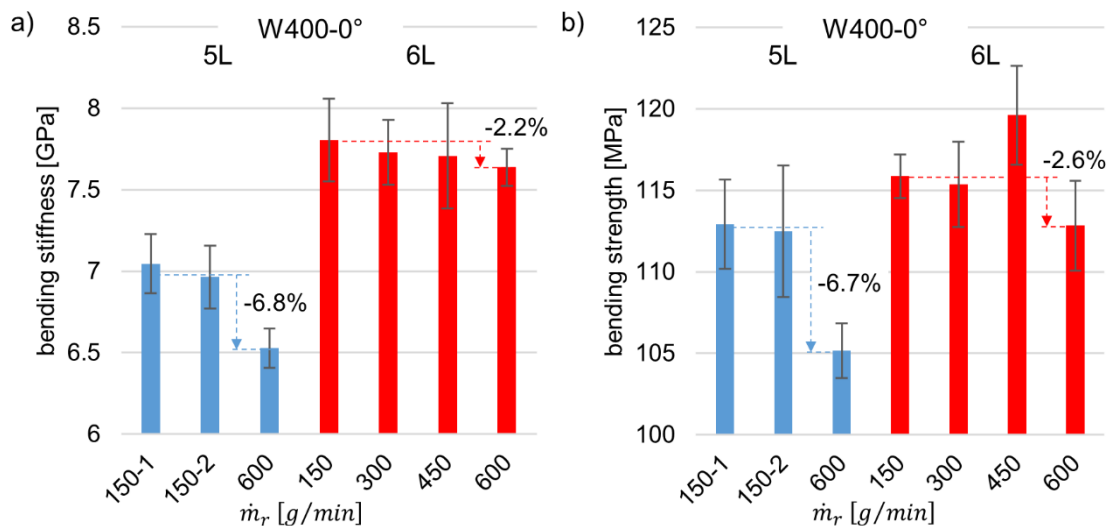 a)
W400-0°
5L 6L
bending stiffness [GPa]
8.5
8
7.5
7
6.5
6
-6.8%
-2.2%
150-1 150-2 600 150 300 450 600
ṁᵣ [g/min]
b)
W400-0°
5L 6L
bending strength [MPa]
125
120
115
110
105
100
-6.7%
-2.6%
150-1 150-2 600 150 300 450 600
ṁᵣ [g/min]